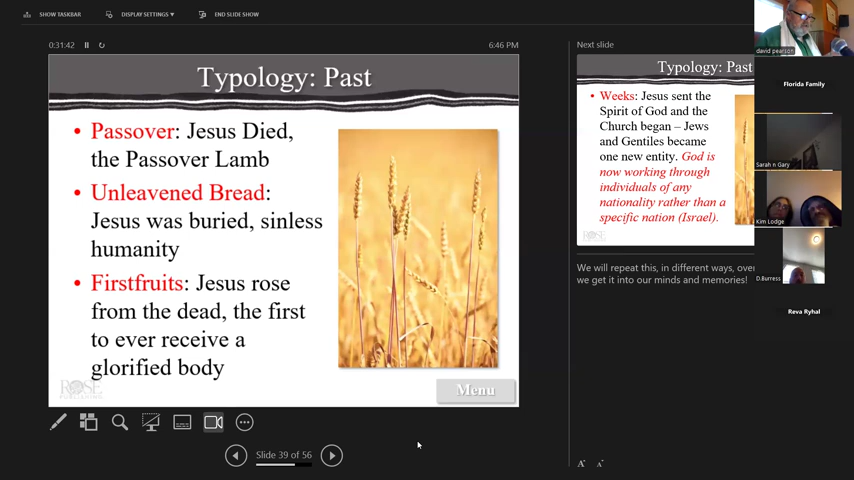 SHOW TASKBAR
DISPLAY SETTINGS ▼
END SLIDE SHOW
0:31:42
6:46 PM
Typology: Past
• Passover: Jesus Died,
the Passover Lamb
• Unleavened Bread:
Jesus was buried, sinless
humanity
• Firstfruits: Jesus rose
from the dead, the first
to ever receive a
glorified body
ROSE
PUBLISHING
Menu
Slide 39 of 56
Next slide
Typology: Past
• Weeks: Jesus sent the
Spirit of God and the
Church began – Jews
and Gentiles became
one new entity. God is
now working through
individuals of any
nationality rather than a
specific nation (Israel).
ROSE
We will repeat this, in different ways, over
we get it into our minds and memories!
A A
david pearson
Florida Family
Sarah n Gary
Kim Lodge
D.Burress
Reva Ryhal